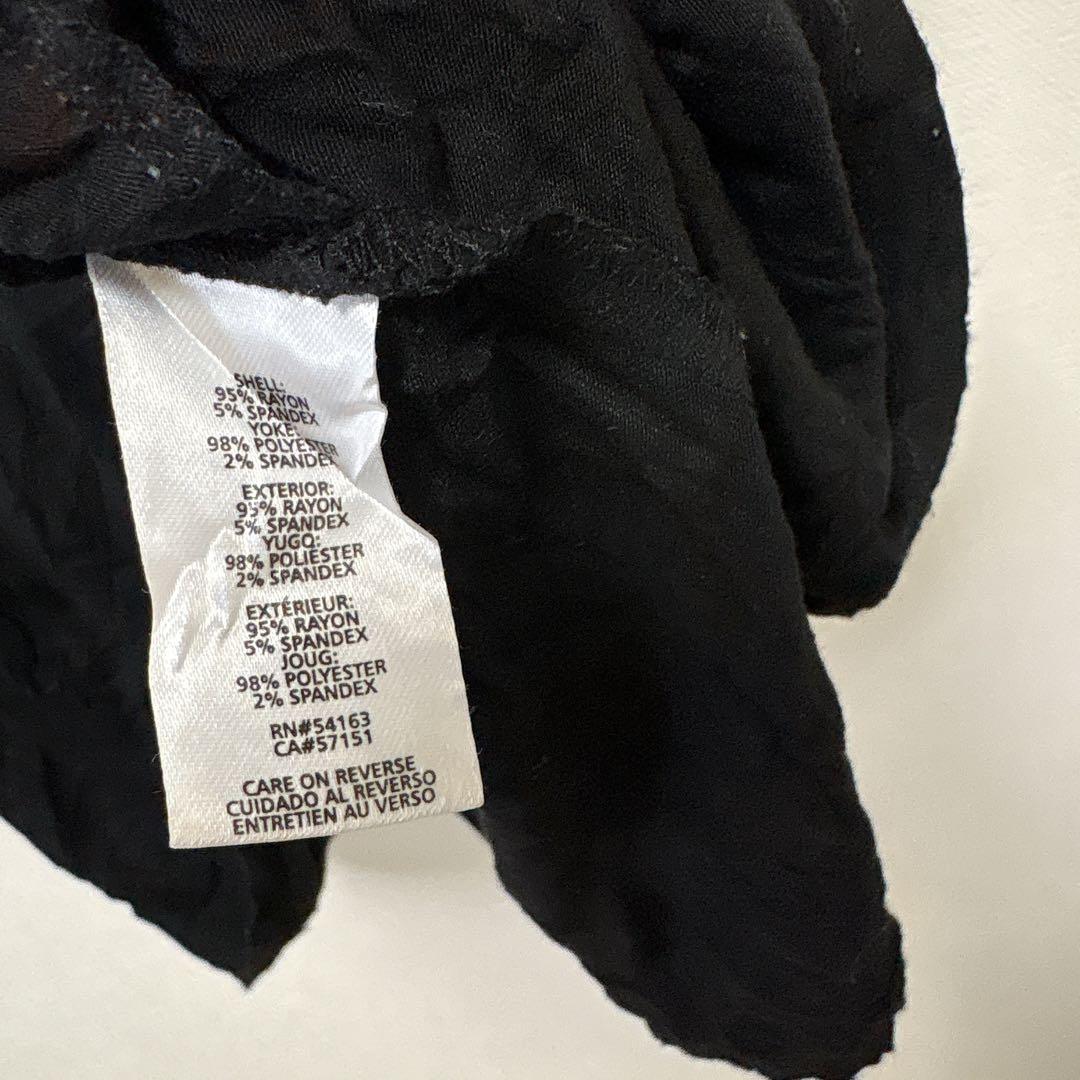 SHELL:
95% RAYON
5% SPANDEX
YOKE:
98% POLYESTER
2% SPANDEX
EXTERIOR:
95% RAYON
5% SPANDEX
YUGO:
98% POLIÉSTER
2% SPANDEX
EXTÉRIEUR:
95% RAYON
5% SPANDEX
JOUG:
98% POLYESTER
2% SPANDEX
RN#54163
CA#57151
CARE ON REVERSE
CUIDADO AL REVERSO
ENTRETIEN AU VERSO